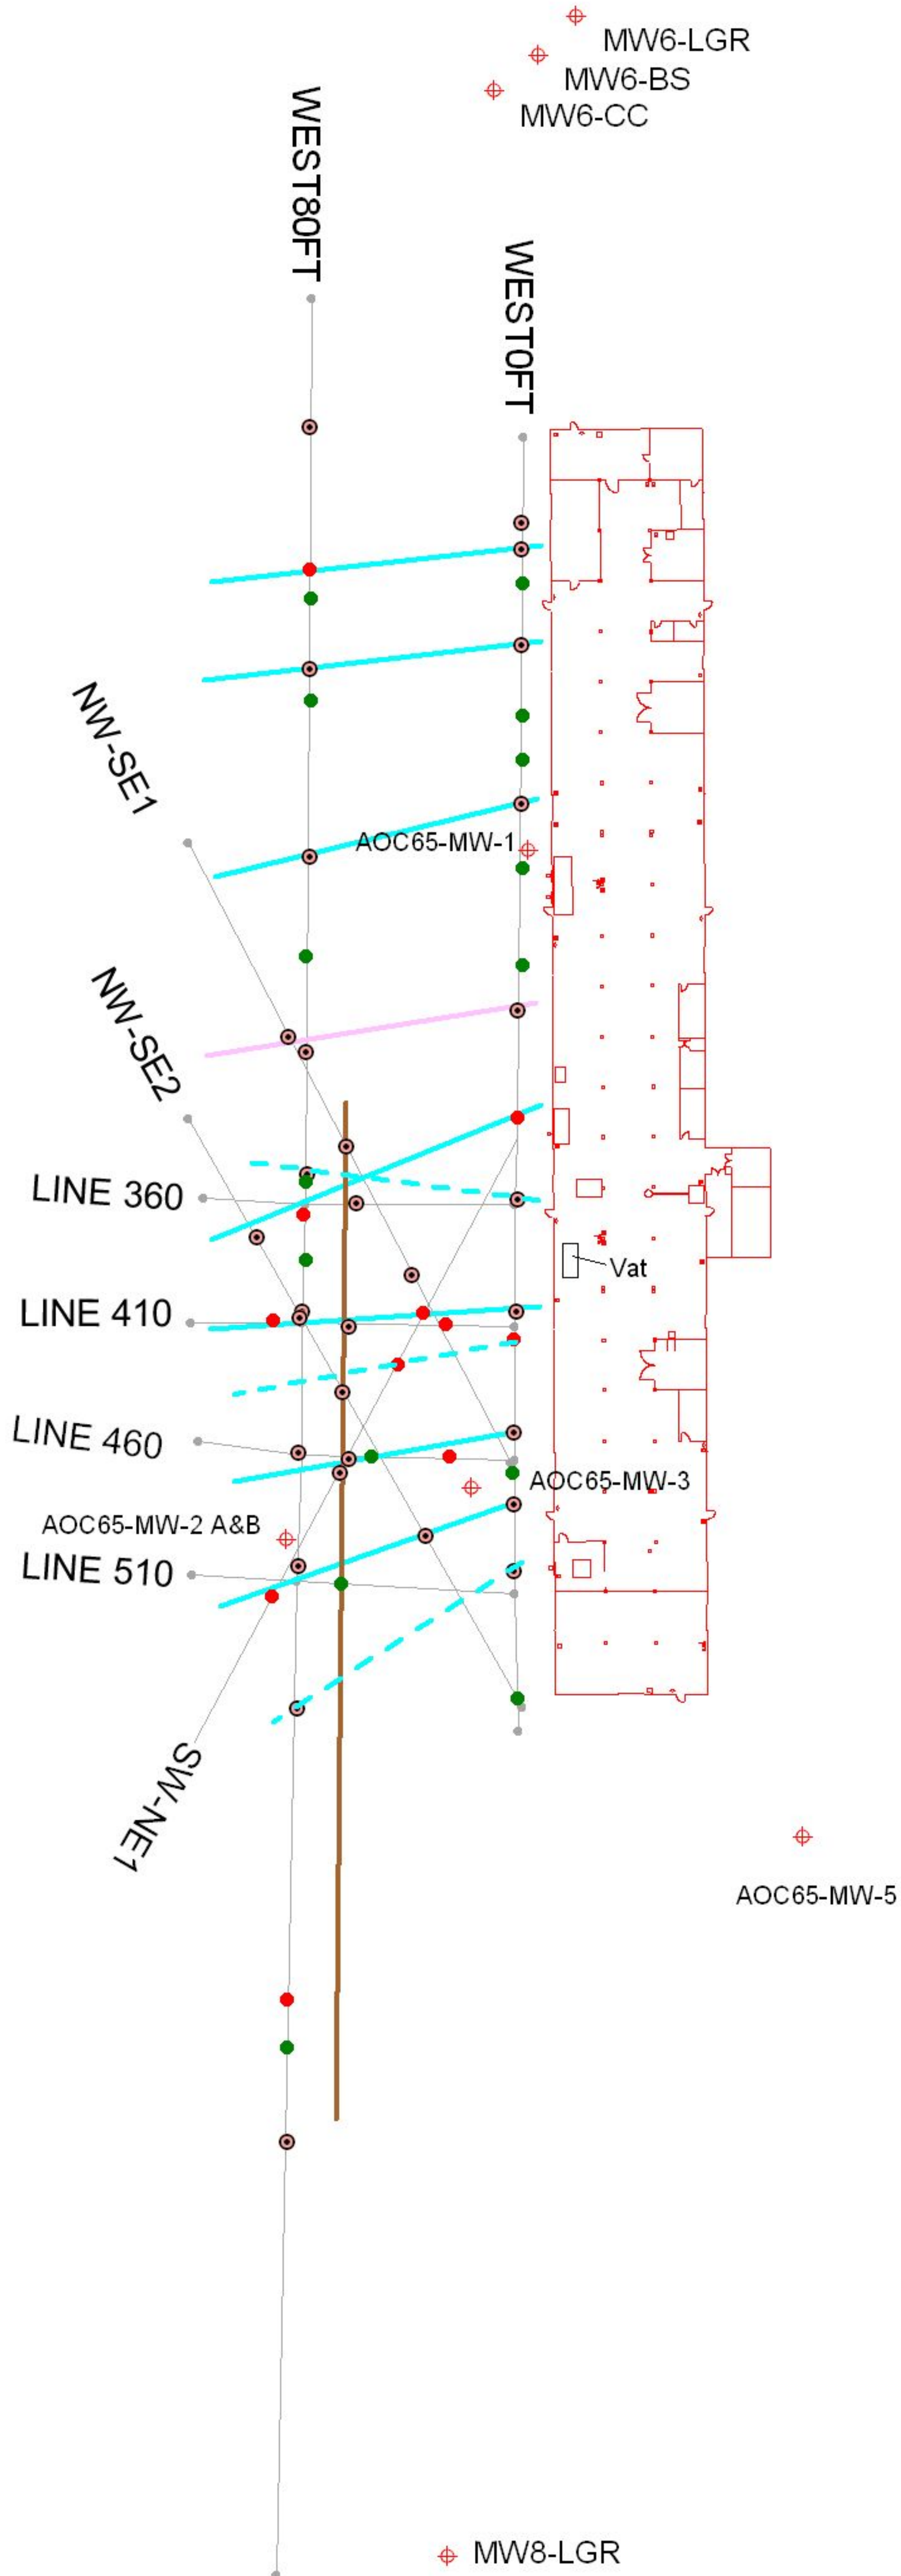 MW6-LGR
MW6-BS
MW6-CC
WEST80FT
WEST0FT
NW-SE1
AOC65-MW-1
NW-SE2
LINE 360
Vat
LINE 410
LINE 460
AOC65-MW-3
AOC65-MW-2 A&B
LINE 510
SW-NE1
AOC65-MW-5
MW8-LGR